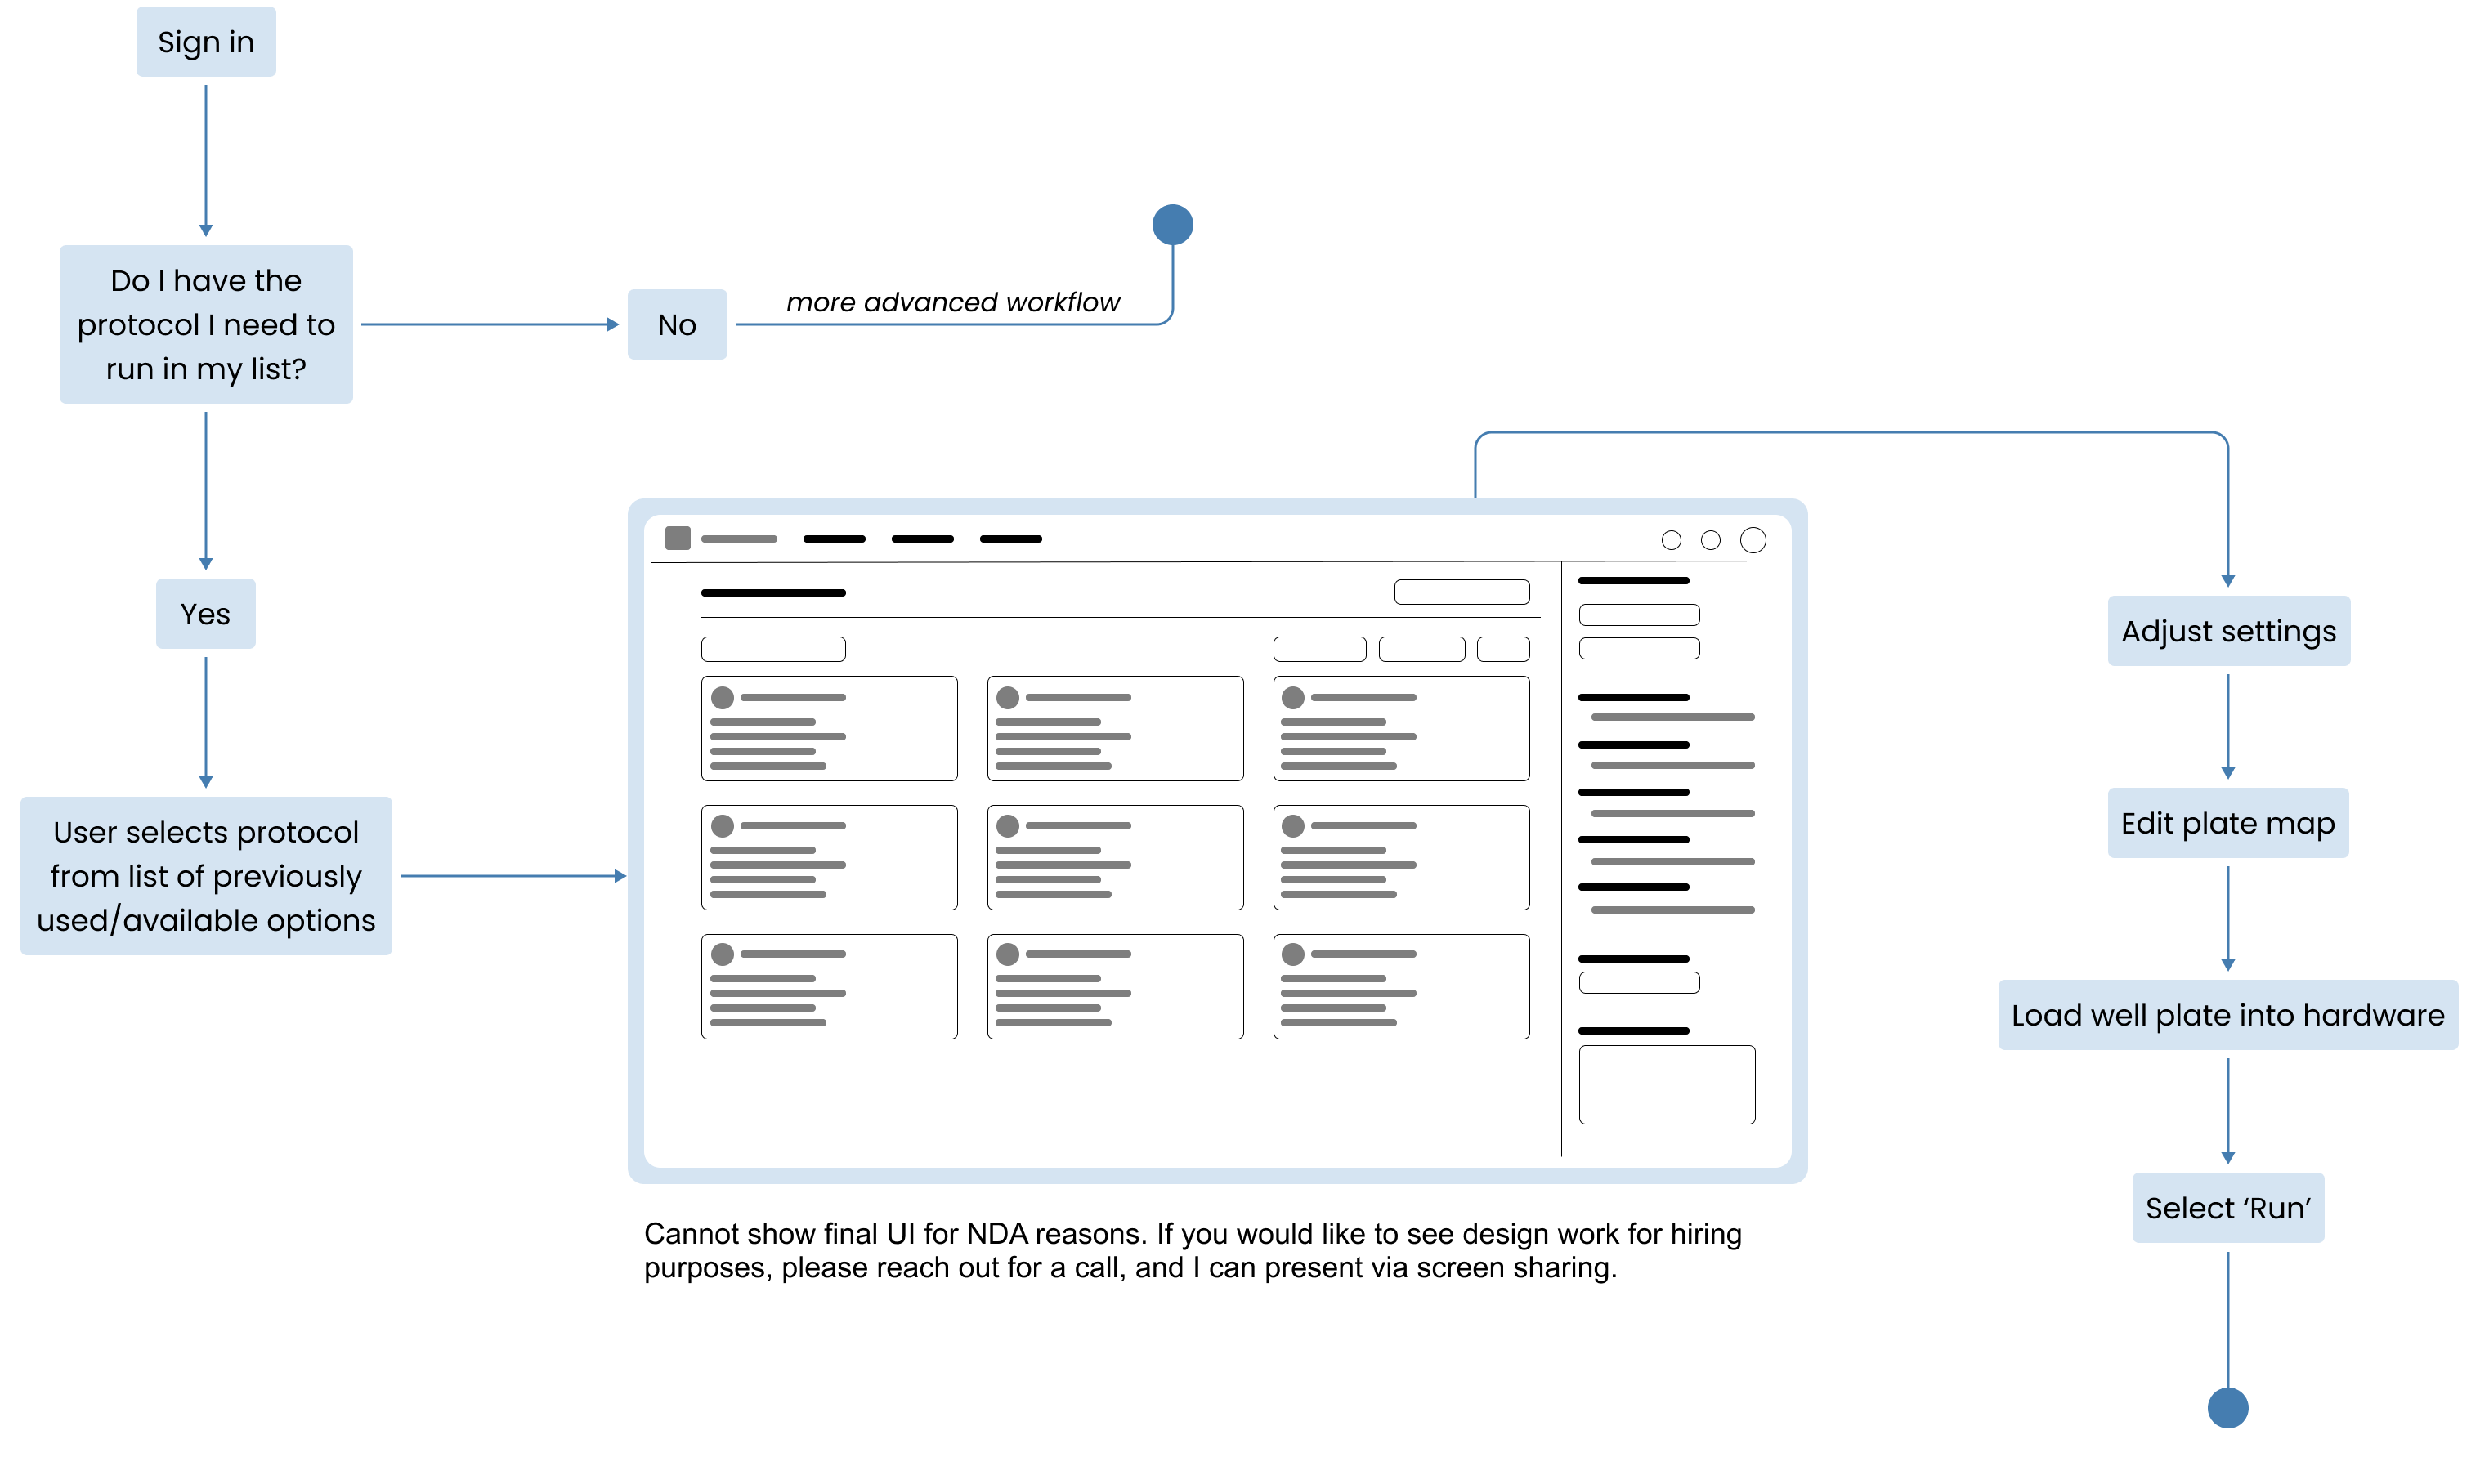 Sign in
Do I have the
protocol I need to
run in my list?
No
more advanced workflow
Yes
User selects protocol
from list of previously
used/available options
Adjust settings
Edit plate map
Load well plate into hardware
Select ‘Run’
Cannot show final UI for NDA reasons. If you would like to see design work for hiring
purposes, please reach out for a call, and I can present via screen sharing.